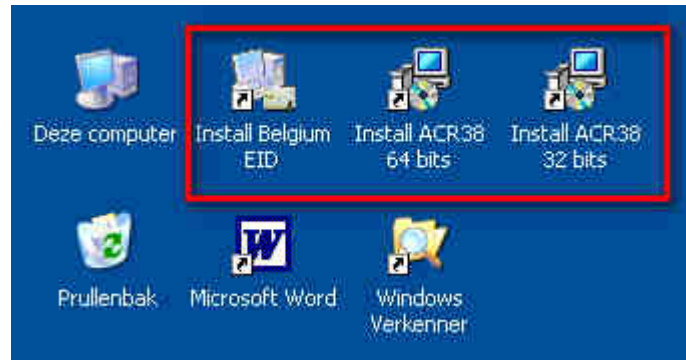 Deze computer
Install Belgium
EID
Install ACR38
64 bits
Install ACR38
32 bits
Prullenbak
Microsoft Word
Windows
Verkenner